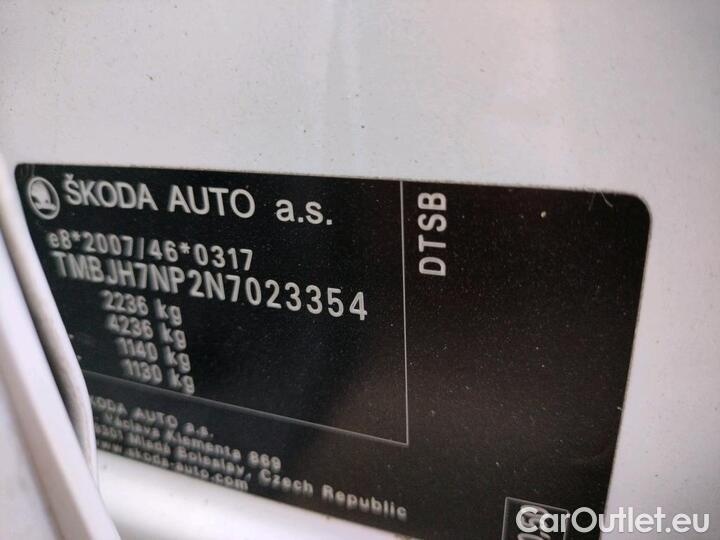 ŠKODA AUTO a.s.
e8*2007/46*0317
TMBJH7NP2N7023354
2236 kg
4236 kg
1140 kg
1130 kg
DTSB
ŠKODA AUTO a.s.
Václava Klementa 869
Mladá Boleslav, Czech Republic
www.skoda-auto.com
CarOutlet.eu